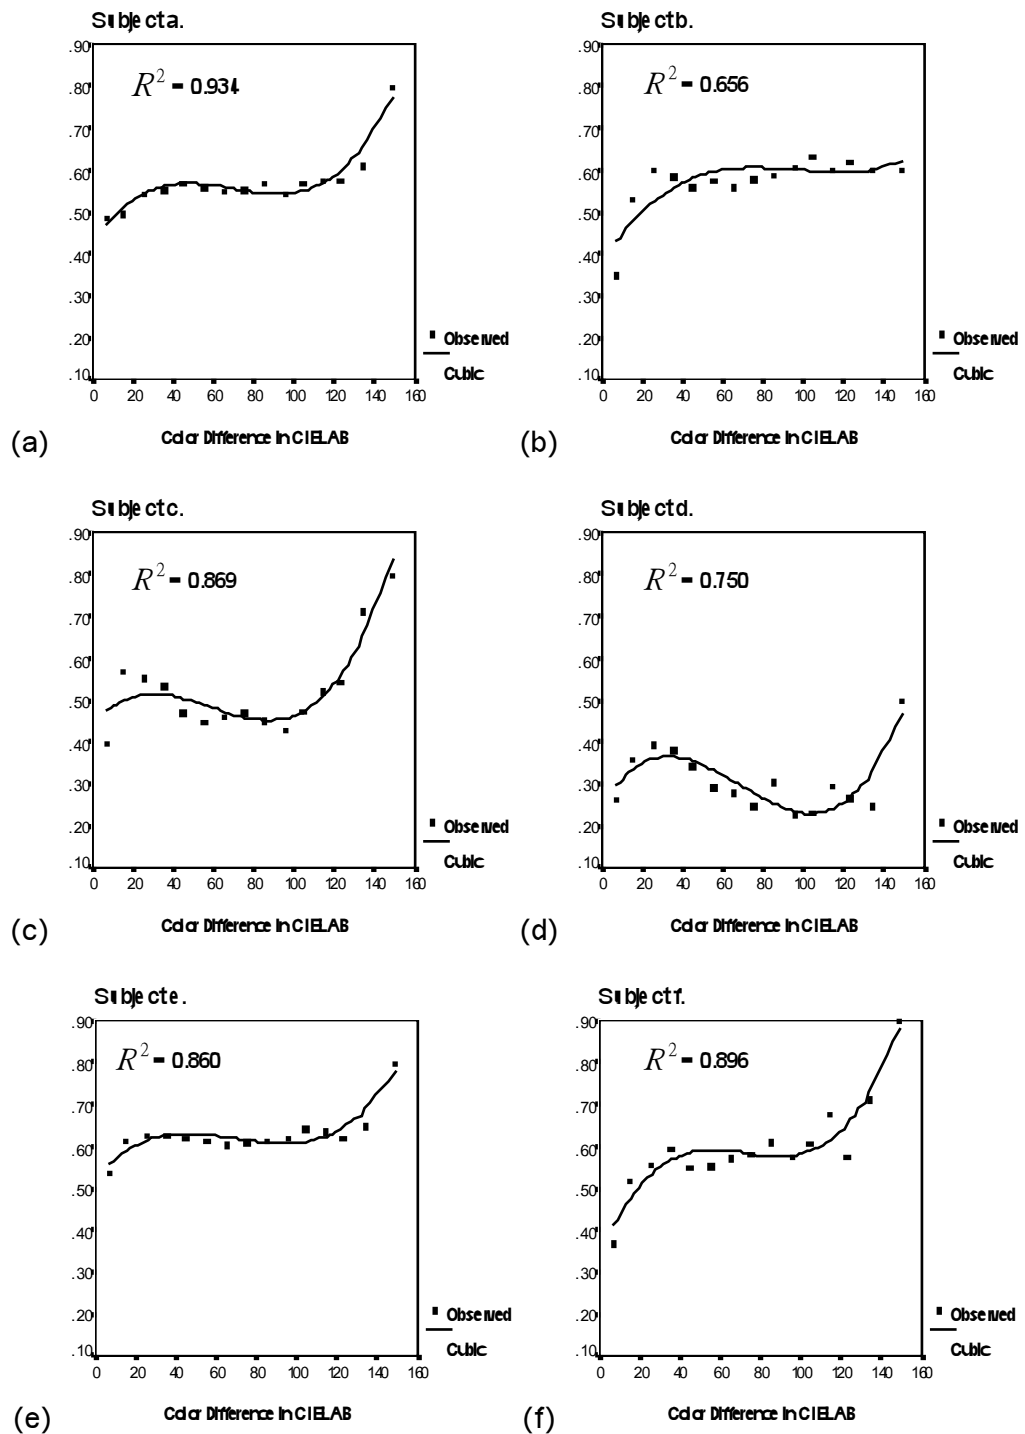 Subject a.
R² = 0.934
.90
.80
.70
.60
.50
.40
.30
.20
.10
0 20 40 60 80 100 120 140 160
Observed
Cubic
(a) Color Difference in CIELAB
Subject b.
R² = 0.656
.90
.80
.70
.60
.50
.40
.30
.20
.10
0 20 40 60 80 100 120 140 160
Observed
Cubic
(b) Color Difference in CIELAB
Subject c.
R² = 0.869
.90
.80
.70
.60
.50
.40
.30
.20
.10
0 20 40 60 80 100 120 140 160
Observed
Cubic
(c) Color Difference in CIELAB
Subject d.
R² = 0.750
.90
.80
.70
.60
.50
.40
.30
.20
.10
0 20 40 60 80 100 120 140 160
Observed
Cubic
(d) Color Difference in CIELAB
Subject e.
R² = 0.860
.90
.80
.70
.60
.50
.40
.30
.20
.10
0 20 40 60 80 100 120 140 160
Observed
Cubic
(e) Color Difference in CIELAB
Subject f.
R² = 0.896
.90
.80
.70
.60
.50
.40
.30
.20
.10
0 20 40 60 80 100 120 140 160
Observed
Cubic
(f) Color Difference in CIELAB